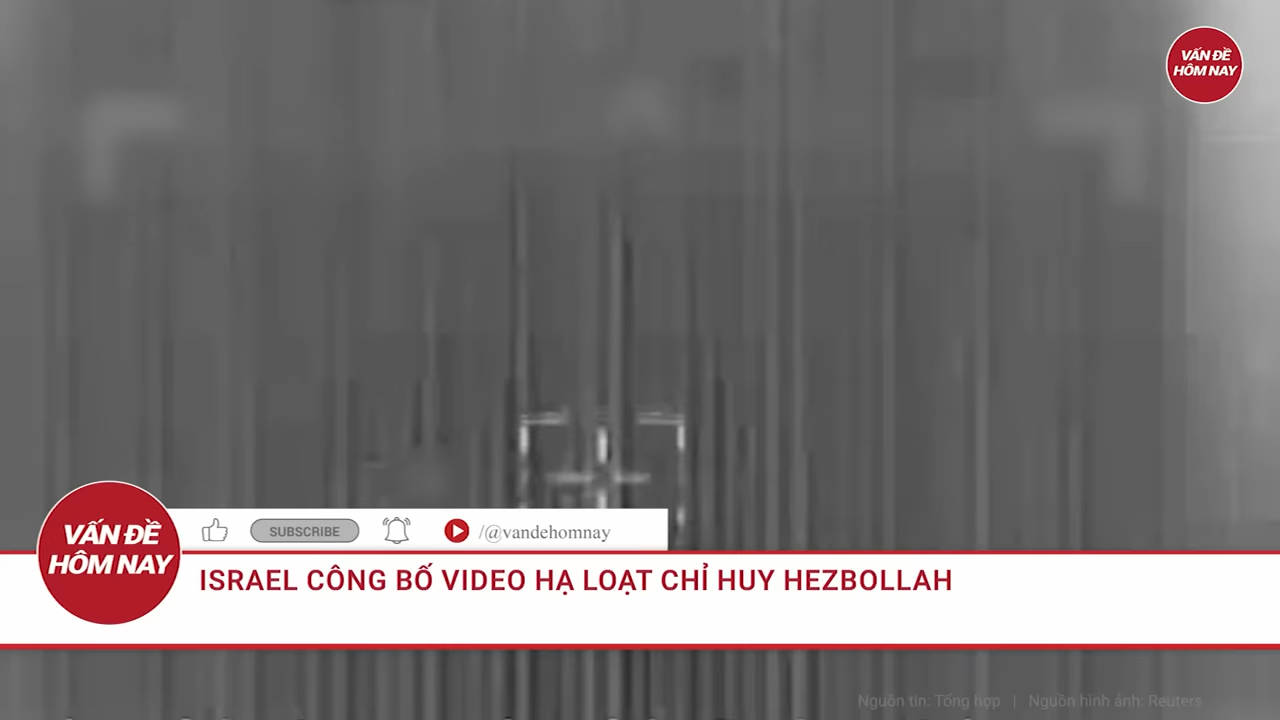 VẤN ĐỀ
HÔM NAY
VẤN ĐỀ
HÔM NAY
SUBSCRIBE
/@vandehomnay
ISRAEL CÔNG BỐ VIDEO HẠ LOẠT CHỈ HUY HEZBOLLAH
Nguồn tin: Tổng hợp | Nguồn hình ảnh: Reuters